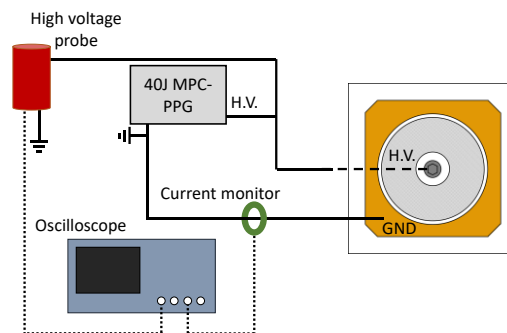 High voltage
probe
40J MPC-
PPG
H.V.
H.V.
Current monitor
GND
Oscilloscope